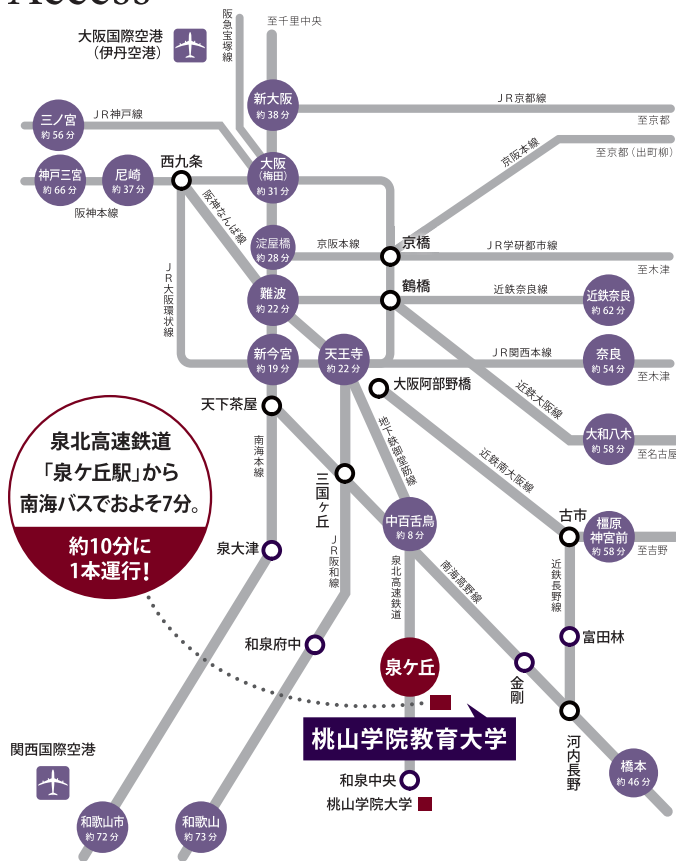 Access
大阪国際空港
（伊丹空港）
阪急宝塚線
至千里中央
新大阪
約38分
JR京都線
至京都
三ノ宮
約56分
JR神戸線
京阪本線
至京都（出町柳）
神戸三宮
約66分
尼崎
約37分
西九条
大阪
（梅田）
約31分
阪神本線
阪神なんば線
淀屋橋
約28分
京阪本線
京橋
JR学研都市線
至木津
JR大阪環状線
難波
約22分
鶴橋
近鉄奈良線
近鉄奈良
約62分
新今宮
約19分
天王寺
約22分
JR関西本線
奈良
約54分
至木津
大阪阿部野橋
近鉄大阪線
天下茶屋
地下鉄御堂筋線
大和八木
約58分
至名古屋
南海本線
近鉄南大阪線
泉北高速鉄道
「泉ケ丘駅」から
南海バスでおよそ7分。
約10分に
1本運行！
三国ヶ丘
中百舌鳥
約8分
古市
橿原
神宮前
約58分
至吉野
泉大津
JR阪和線
泉北高速鉄道
南海高野線
近鉄長野線
和泉府中
富田林
泉ケ丘
金剛
桃山学院教育大学
河内長野
関西国際空港
和泉中央
橋本
約46分
桃山学院大学
和歌山市
約72分
和歌山
約73分